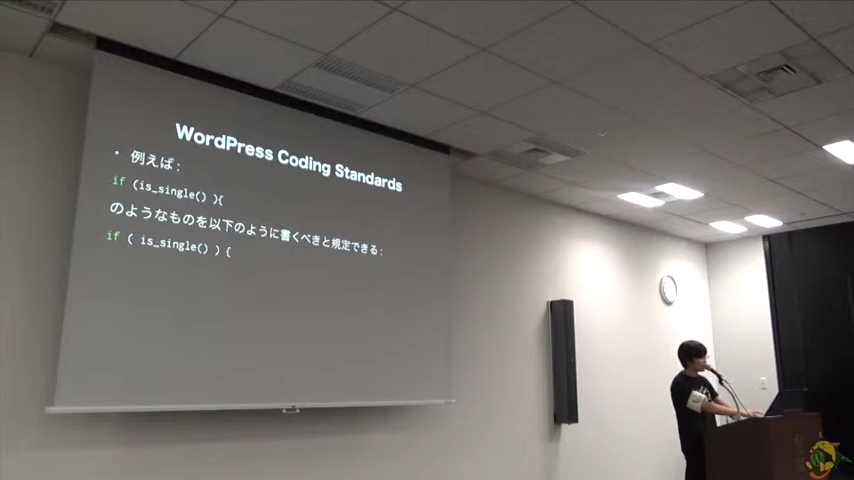 WordPress Coding Standards
・例えば:
if (is_single() ){
のようなものを以下のように書くべきと規定できる:
if ( is_single() ) {